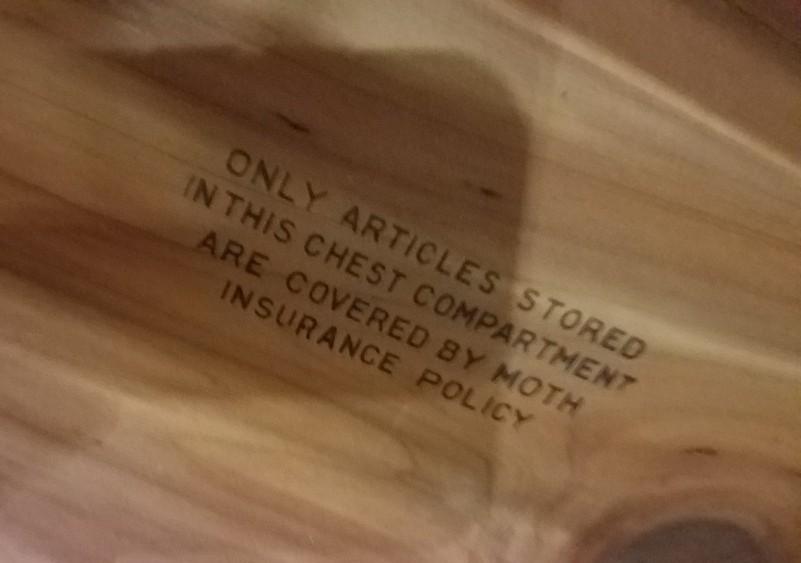 ONLY ARTICLES STORED
IN THIS CHEST COMPARTMENT
ARE COVERED BY MOTH
INSURANCE POLICY